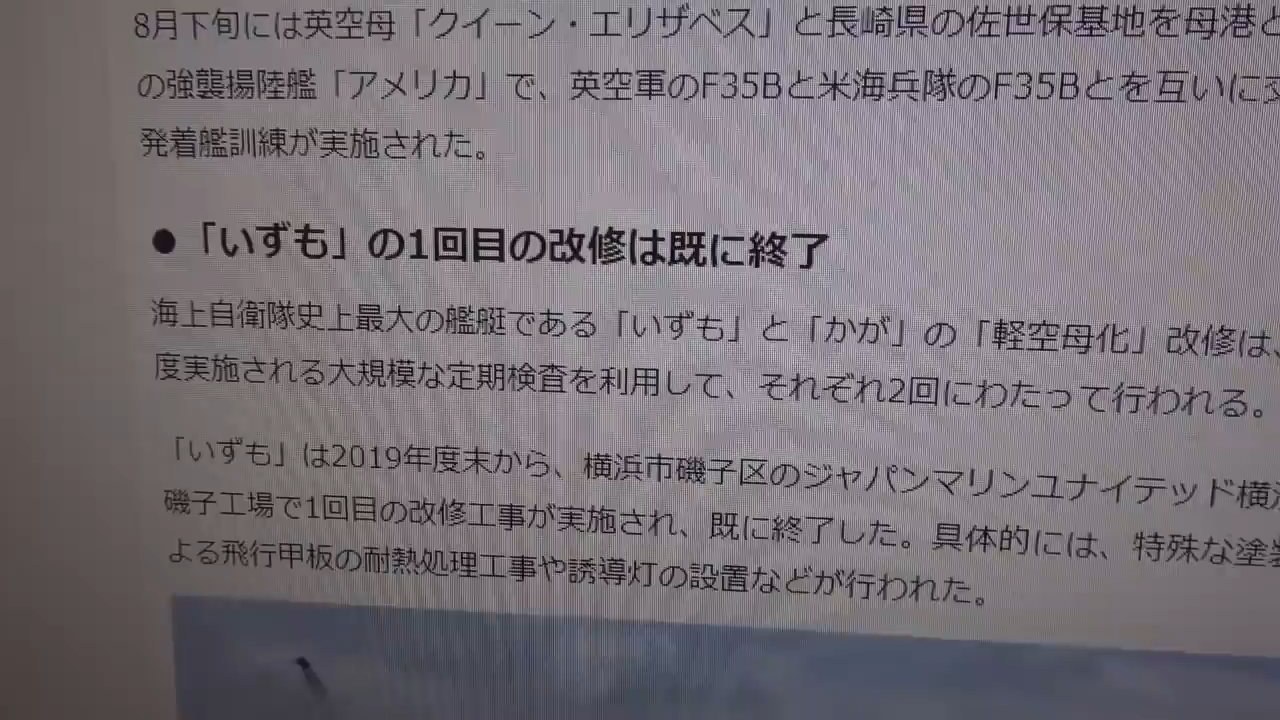 8月下旬には英空母「クイーン・エリザベス」と長崎県の佐世保基地を母港と
の強襲揚陸艦「アメリカ」で、英空軍のF35Bと米海兵隊のF35Bとを互いに交
発着艦訓練が実施された。
●「いずも」の1回目の改修は既に終了
海上自衛隊史上最大の艦艇である「いずも」と「かが」の「軽空母化」改修は、
度実施される大規模な定期検査を利用して、それぞれ2回にわたって行われる。
「いずも」は2019年度末から、横浜市磯子区のジャパンマリンユナイテッド横浜
磯子工場で1回目の改修工事が実施され、既に終了した。具体的には、特殊な塗装
よる飛行甲板の耐熱処理工事や誘導灯の設置などが行われた。